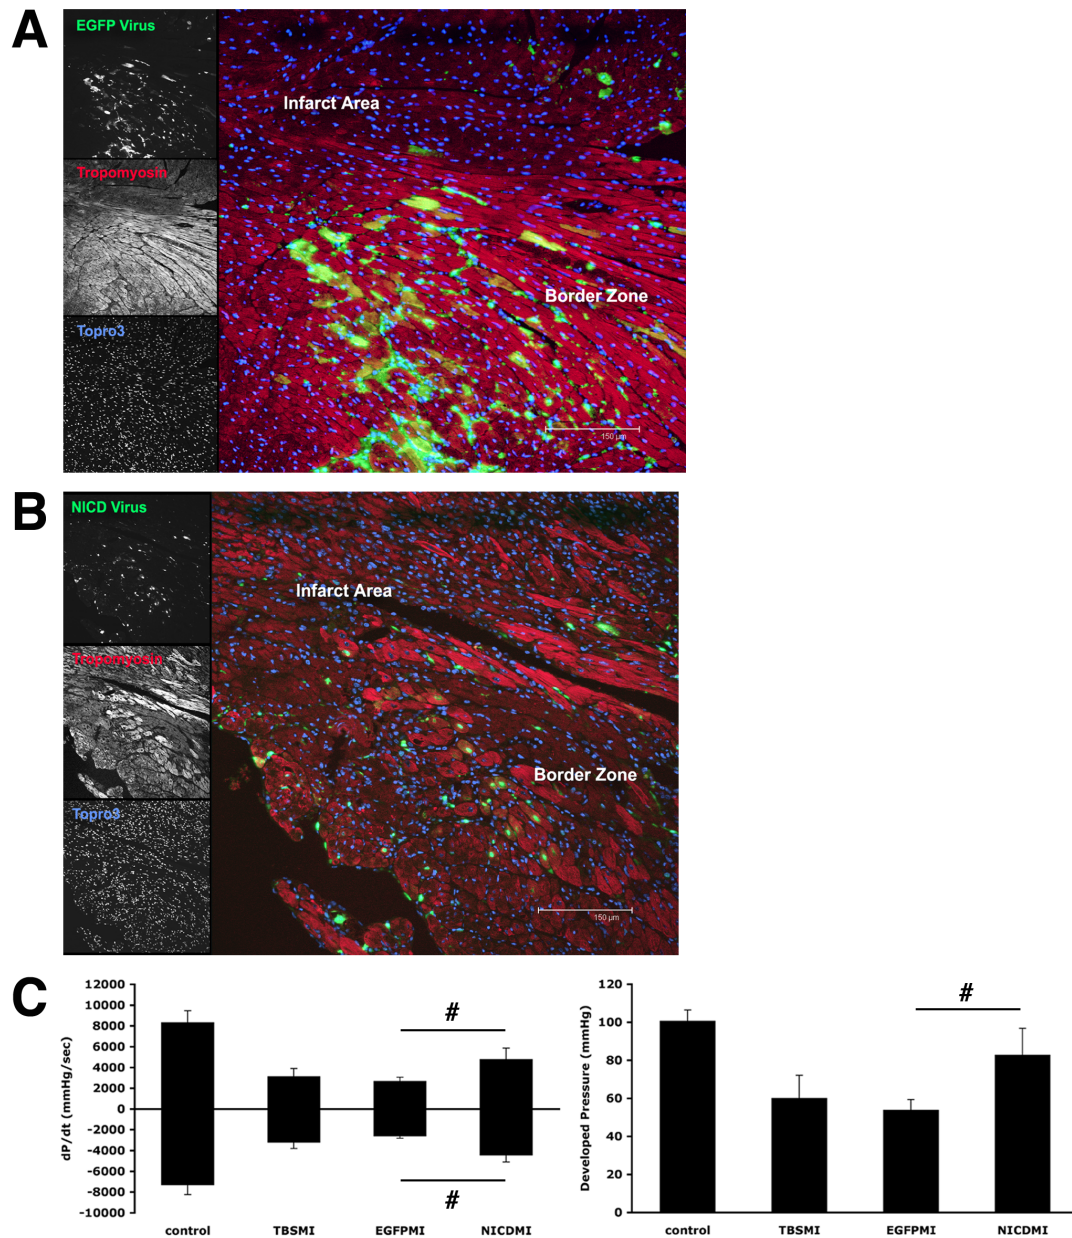 A
EGFP Virus
Tropomyosin
Topro3
Infarct Area
Border Zone
150 µm
B
NICD Virus
Tropomyosin
Topro3
Infarct Area
Border Zone
150 µm
C
dP/dt (mmHg/sec)
12000
10000
8000
6000
4000
2000
0
-2000
-4000
-6000
-8000
-10000
#
#
control TBSMI EGFPMI NICDMI
Developed Pressure (mmHg)
120
100
80
60
40
20
0
#
control TBSMI EGFPMI NICDMI